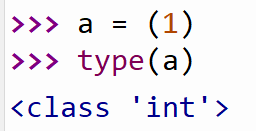 >>> a = (1)
>>> type(a)
<class 'int'>